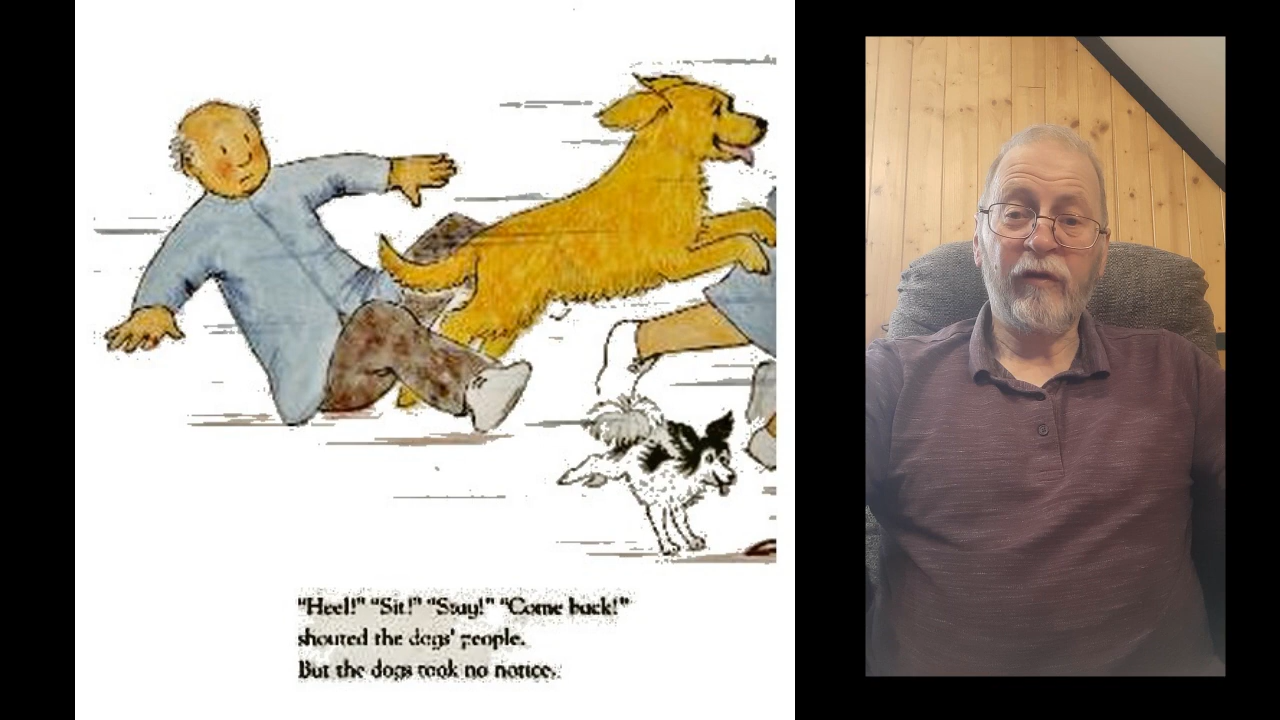 “Heel!” “Sit!” “Stay!” “Come back!”
shouted the dogs' people.
But the dogs took no notice.